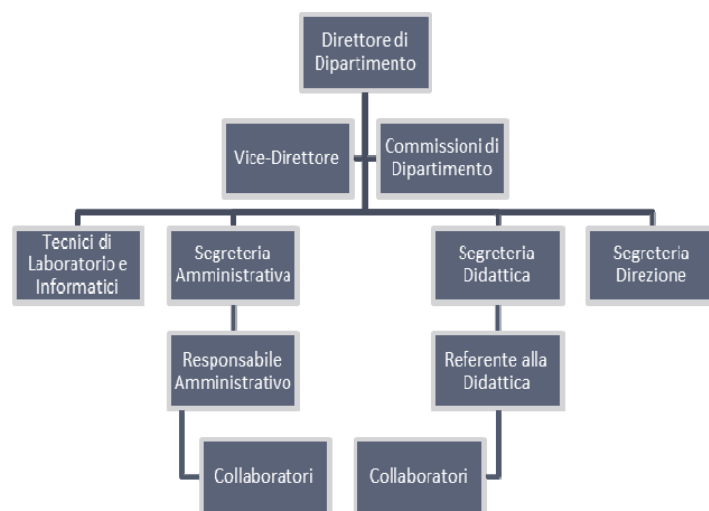 Direttore di
Dipartimento
Vice-Direttore
Commissioni di
Dipartimento
Tecnici di
Laboratorio e
Informatici
Segreteria
Amministrativa
Segreteria
Didattica
Segreteria
Direzione
Responsabile
Amministrativo
Referente alla
Didattica
Collaboratori
Collaboratori